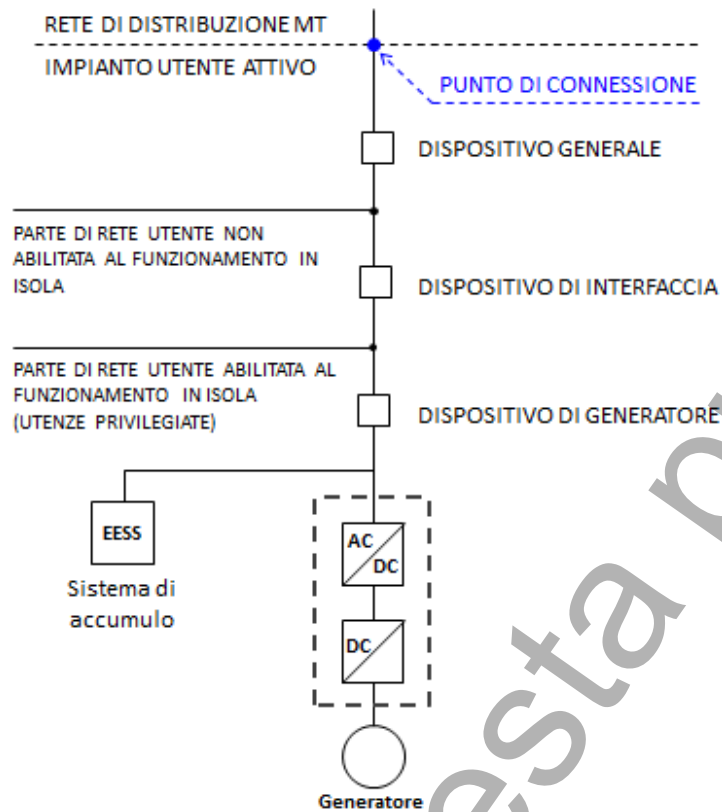 RETE DI DISTRIBUZIONE MT
IMPIANTO UTENTE ATTIVO
PUNTO DI CONNESSIONE
DISPOSITIVO GENERALE
PARTE DI RETE UTENTE NON
ABILITATA AL FUNZIONAMENTO IN
ISOLA
DISPOSITIVO DI INTERFACCIA
PARTE DI RETE UTENTE ABILITATA AL
FUNZIONAMENTO IN ISOLA
(UTENZE PRIVILEGIATE)
DISPOSITIVO DI GENERATORE
EESS
AC
DC
Sistema di
accumulo
DC
Generatore
esta p